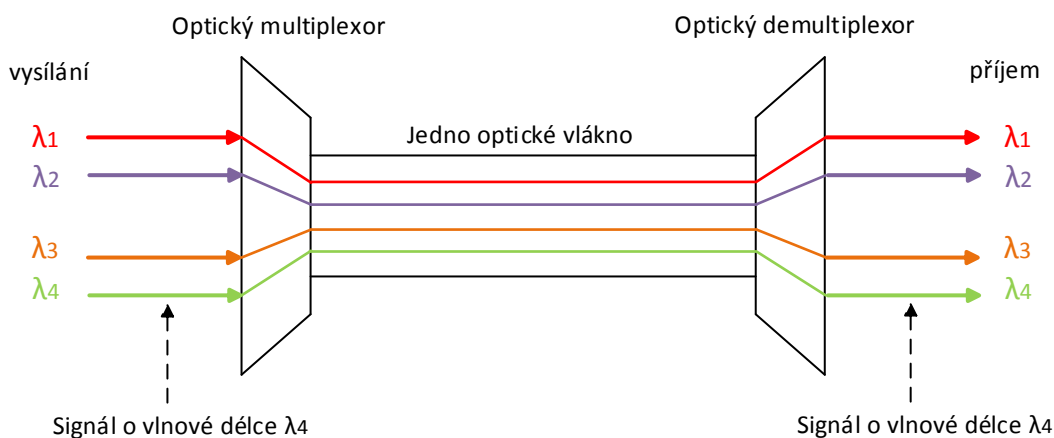 Optický multiplexor
Optický demultiplexor
vysílání
příjem
Jedno optické vlákno
λ1
λ1
λ2
λ2
λ3
λ3
λ4
λ4
Signál o vlnové délce λ4
Signál o vlnové délce λ4